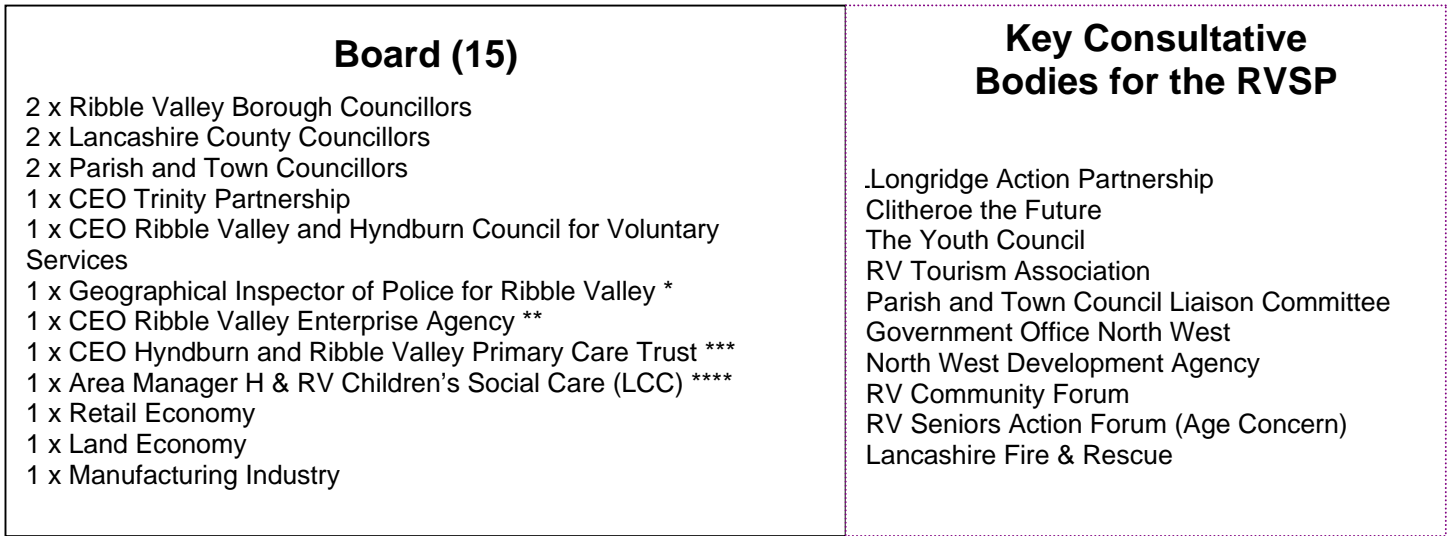 Board (15)
2 x Ribble Valley Borough Councillors
2 x Lancashire County Councillors
2 x Parish and Town Councillors
1 x CEO Trinity Partnership
1 x CEO Ribble Valley and Hyndburn Council for Voluntary
Services
1 x Geographical Inspector of Police for Ribble Valley *
1 x CEO Ribble Valley Enterprise Agency **
1 x CEO Hyndburn and Ribble Valley Primary Care Trust ***
1 x Area Manager H & RV Children's Social Care (LCC) ****
1 x Retail Economy
1 x Land Economy
1 x Manufacturing Industry
Key Consultative
Bodies for the RVSP
Longridge Action Partnership
Clitheroe the Future
The Youth Council
RV Tourism Association
Parish and Town Council Liaison Committee
Government Office North West
North West Development Agency
RV Community Forum
RV Seniors Action Forum (Age Concern)
Lancashire Fire & Rescue